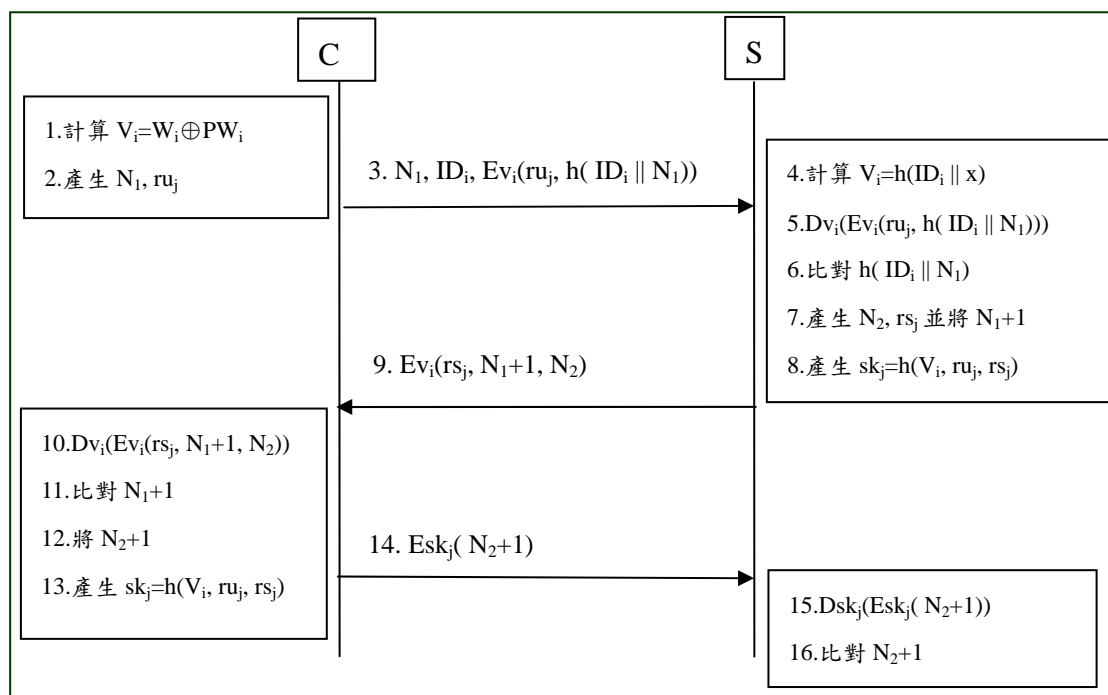 C
S
1.計算 Vᵢ=Wᵢ⊕PWᵢ
2.產生 N₁, ruⱼ
3. N₁, IDᵢ, Evᵢ(ruⱼ, h( IDᵢ || N₁))
4.計算 Vᵢ=h(IDᵢ || x)
5.Dvᵢ(Evᵢ(ruⱼ, h( IDᵢ || N₁)))
6.比對 h( IDᵢ || N₁)
7.產生 N₂, rsⱼ 並將 N₁+1
8.產生 skⱼ=h(Vᵢ, ruⱼ, rsⱼ)
9. Evᵢ(rsⱼ, N₁+1, N₂)
10.Dvᵢ(Evᵢ(rsⱼ, N₁+1, N₂))
11.比對 N₁+1
12.將 N₂+1
13.產生 skⱼ=h(Vᵢ, ruⱼ, rsⱼ)
14. Eskⱼ( N₂+1)
15.Dskⱼ(Eskⱼ( N₂+1))
16.比對 N₂+1